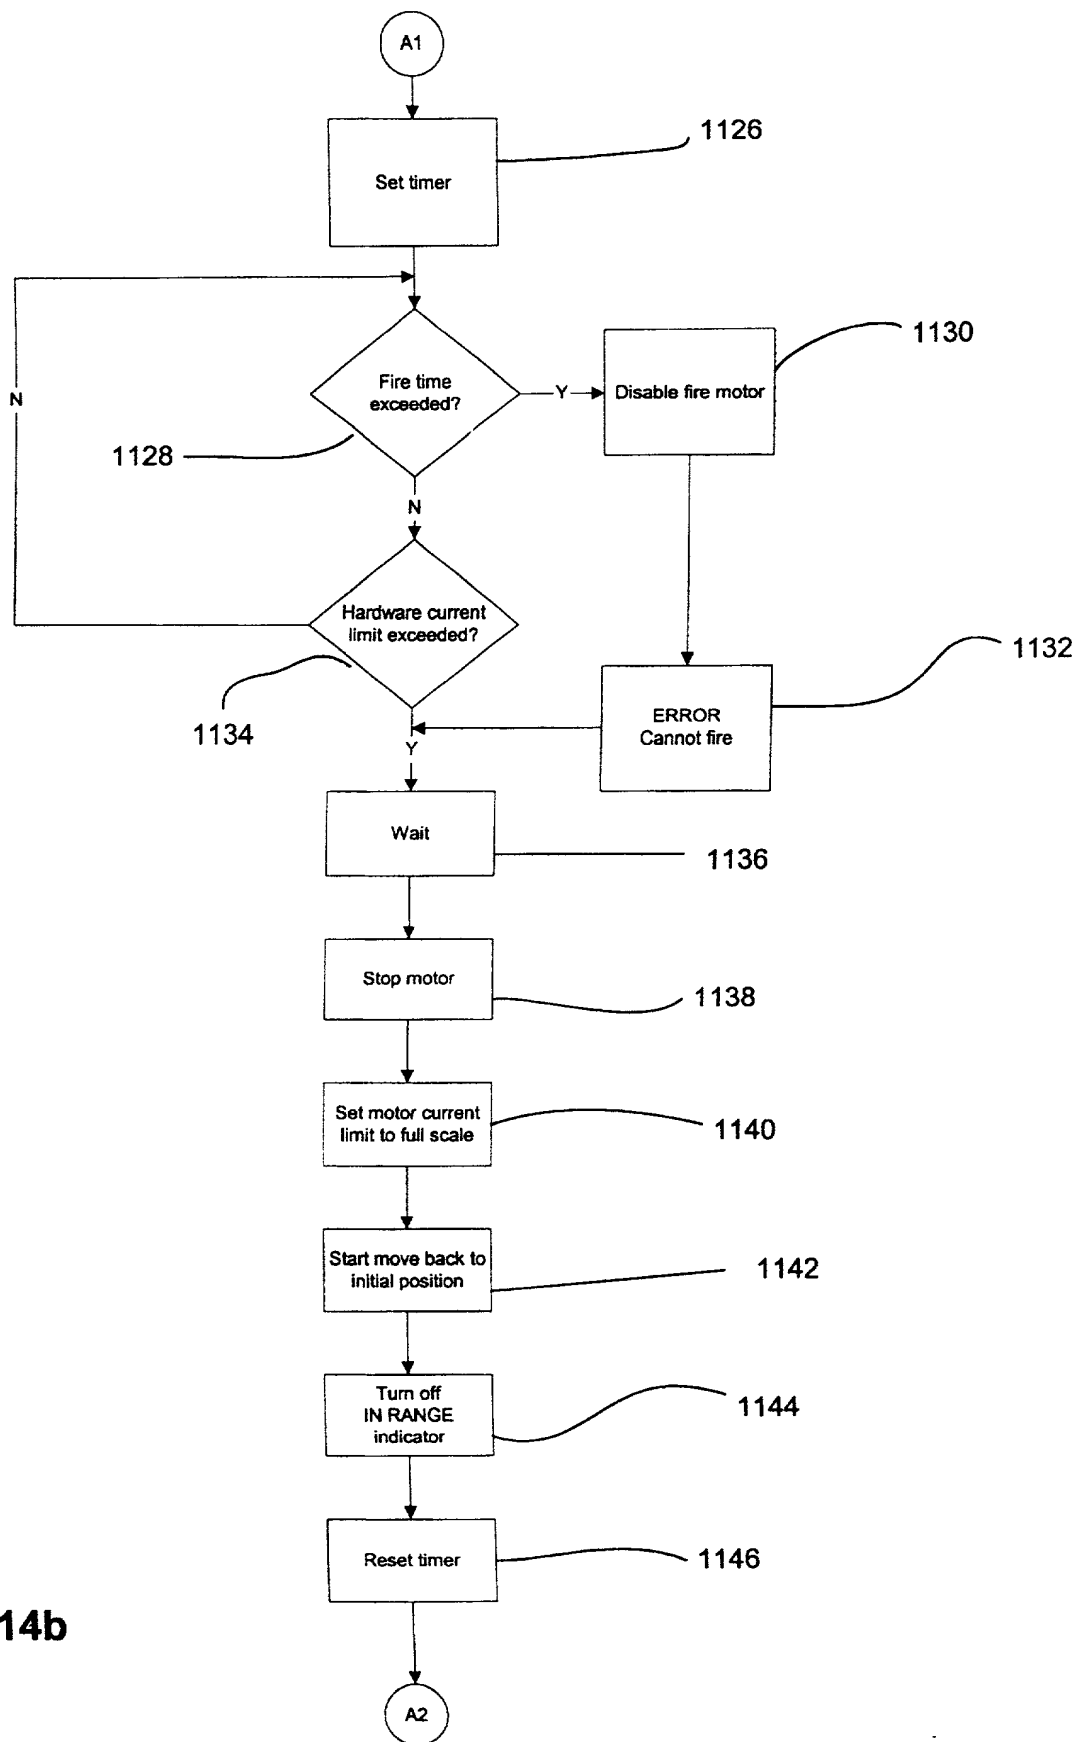 A1
1126
Set timer
1130
N
Fire time
exceeded?
Y
Disable fire motor
1128
N
Hardware current
limit exceeded?
1132
1134
ERROR
Cannot fire
Y
Wait
1136
Stop motor
1138
Set motor current
limit to full scale
1140
Start move back to
initial position
1142
Turn off
IN RANGE
indicator
1144
Reset timer
1146
14b
A2